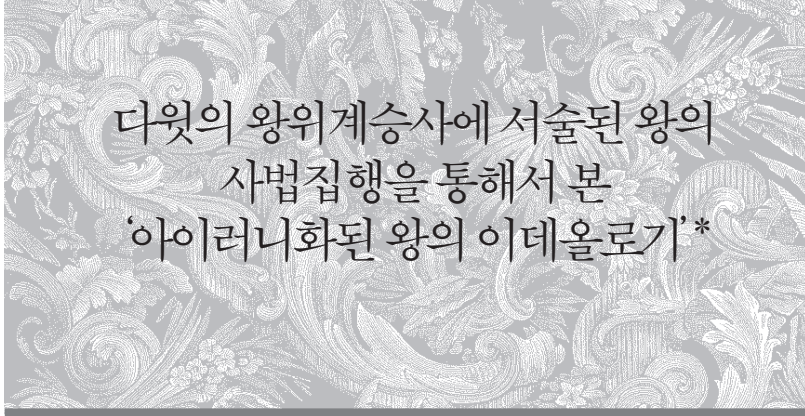 다윗의 왕위계승사에 서술된 왕의
사법집행을 통해서 본
‘아이러니화된 왕의 이데올로기’*